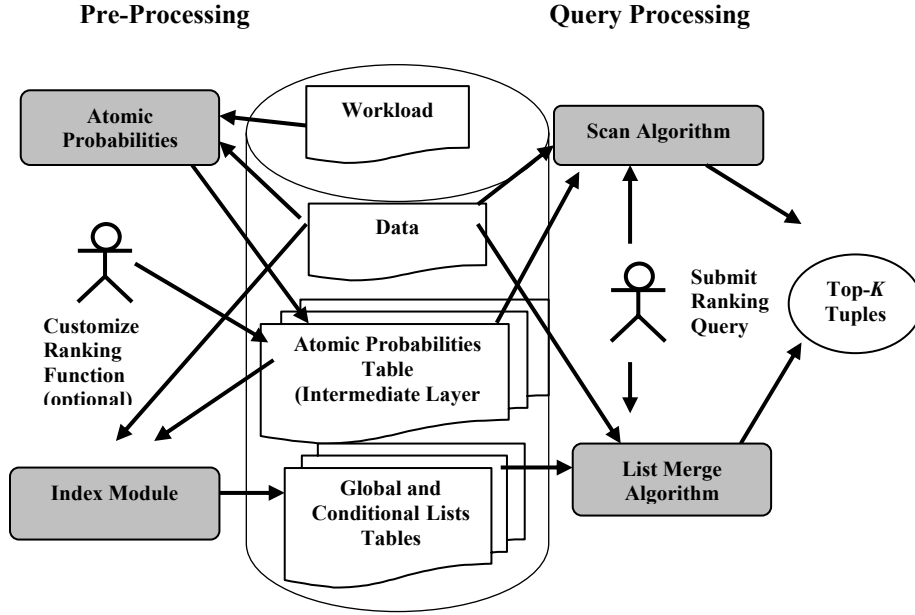 Pre-Processing
Query Processing
Atomic
Probabilities
Workload
Scan Algorithm
Data
Customize
Ranking
Function
(optional)
Submit
Ranking
Query
Top-K
Tuples
Atomic Probabilities
Table
(Intermediate Layer
Index Module
Global and
Conditional Lists
Tables
List Merge
Algorithm